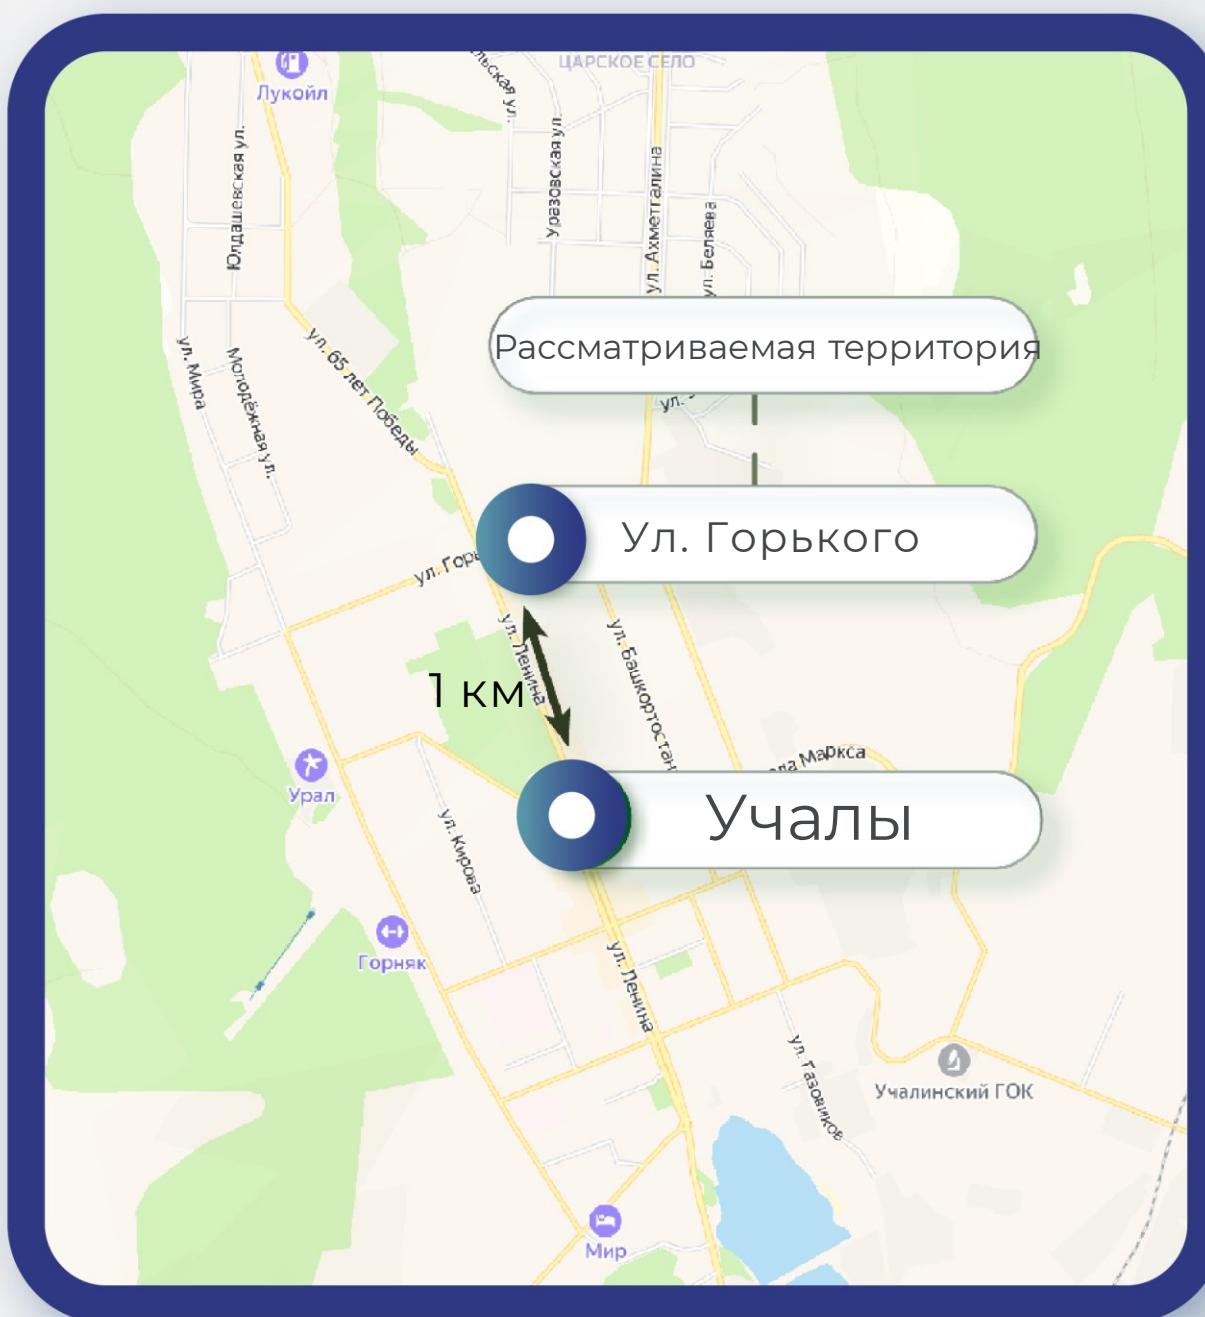 ЦАРСКОЕ СЕЛО
Лукойл
Юлдашевская ул.
Уразовская ул.
ул. Ахметгалина
ул. Беляева
Рассматриваемая территория
ул. Мира
Молодёжная ул.
ул. 65 лет Победы
ул.
Ул. Горького
ул. Горь
ул. Ленина
ул. Башкортостан
1 км
Маркса
Урал
Учалы
ул. Кирова
Горняк
ул. Ленина
ул. Газовиков
Учалинский ГОК
Мир